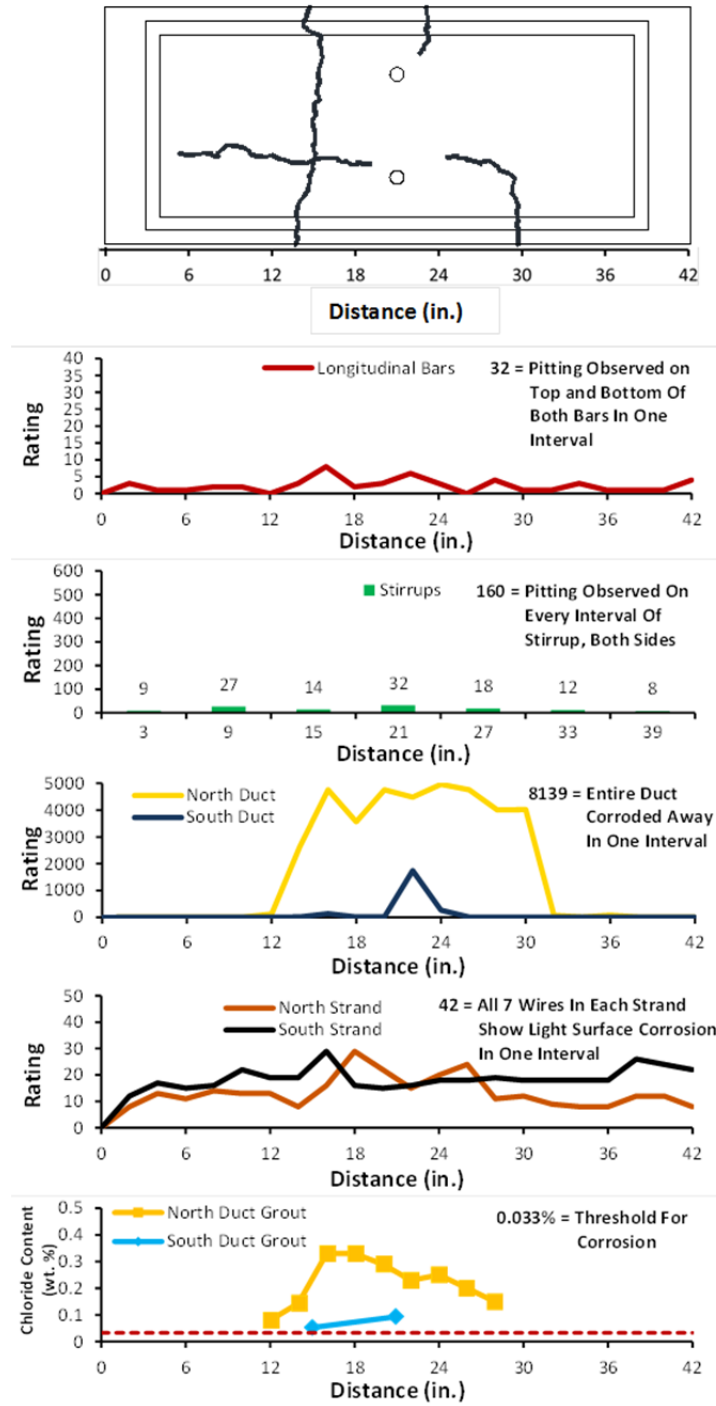 0 6 12 18 24 30 36 42
Distance (in.)
40
35
30
25
20
15
10
5
0
Rating
Longitudinal Bars
32 = Pitting Observed on
Top and Bottom Of
Both Bars In One
Interval
0 6 12 18 24 30 36 42
Distance (in.)
600
500
400
300
200
100
0
Rating
Stirrups
160 = Pitting Observed On
Every Interval Of
Stirrup, Both Sides
9 27 14 32 18 12 8
3 9 15 21 27 33 39
Distance (in.)
5000
4000
3000
2000
1000
0
Rating
North Duct
South Duct
8139 = Entire Duct
Corroded Away
In One Interval
0 6 12 18 24 30 36 42
Distance (in.)
50
40
30
20
10
0
Rating
North Strand
South Strand
42 = All 7 Wires In Each Strand
Show Light Surface Corrosion
In One Interval
0 6 12 18 24 30 36 42
Distance (in.)
0.5
0.4
0.3
0.2
0.1
0
Chloride Content
(wt. %)
North Duct Grout
South Duct Grout
0.033% = Threshold For
Corrosion
0 6 12 18 24 30 36 42
Distance (in.)